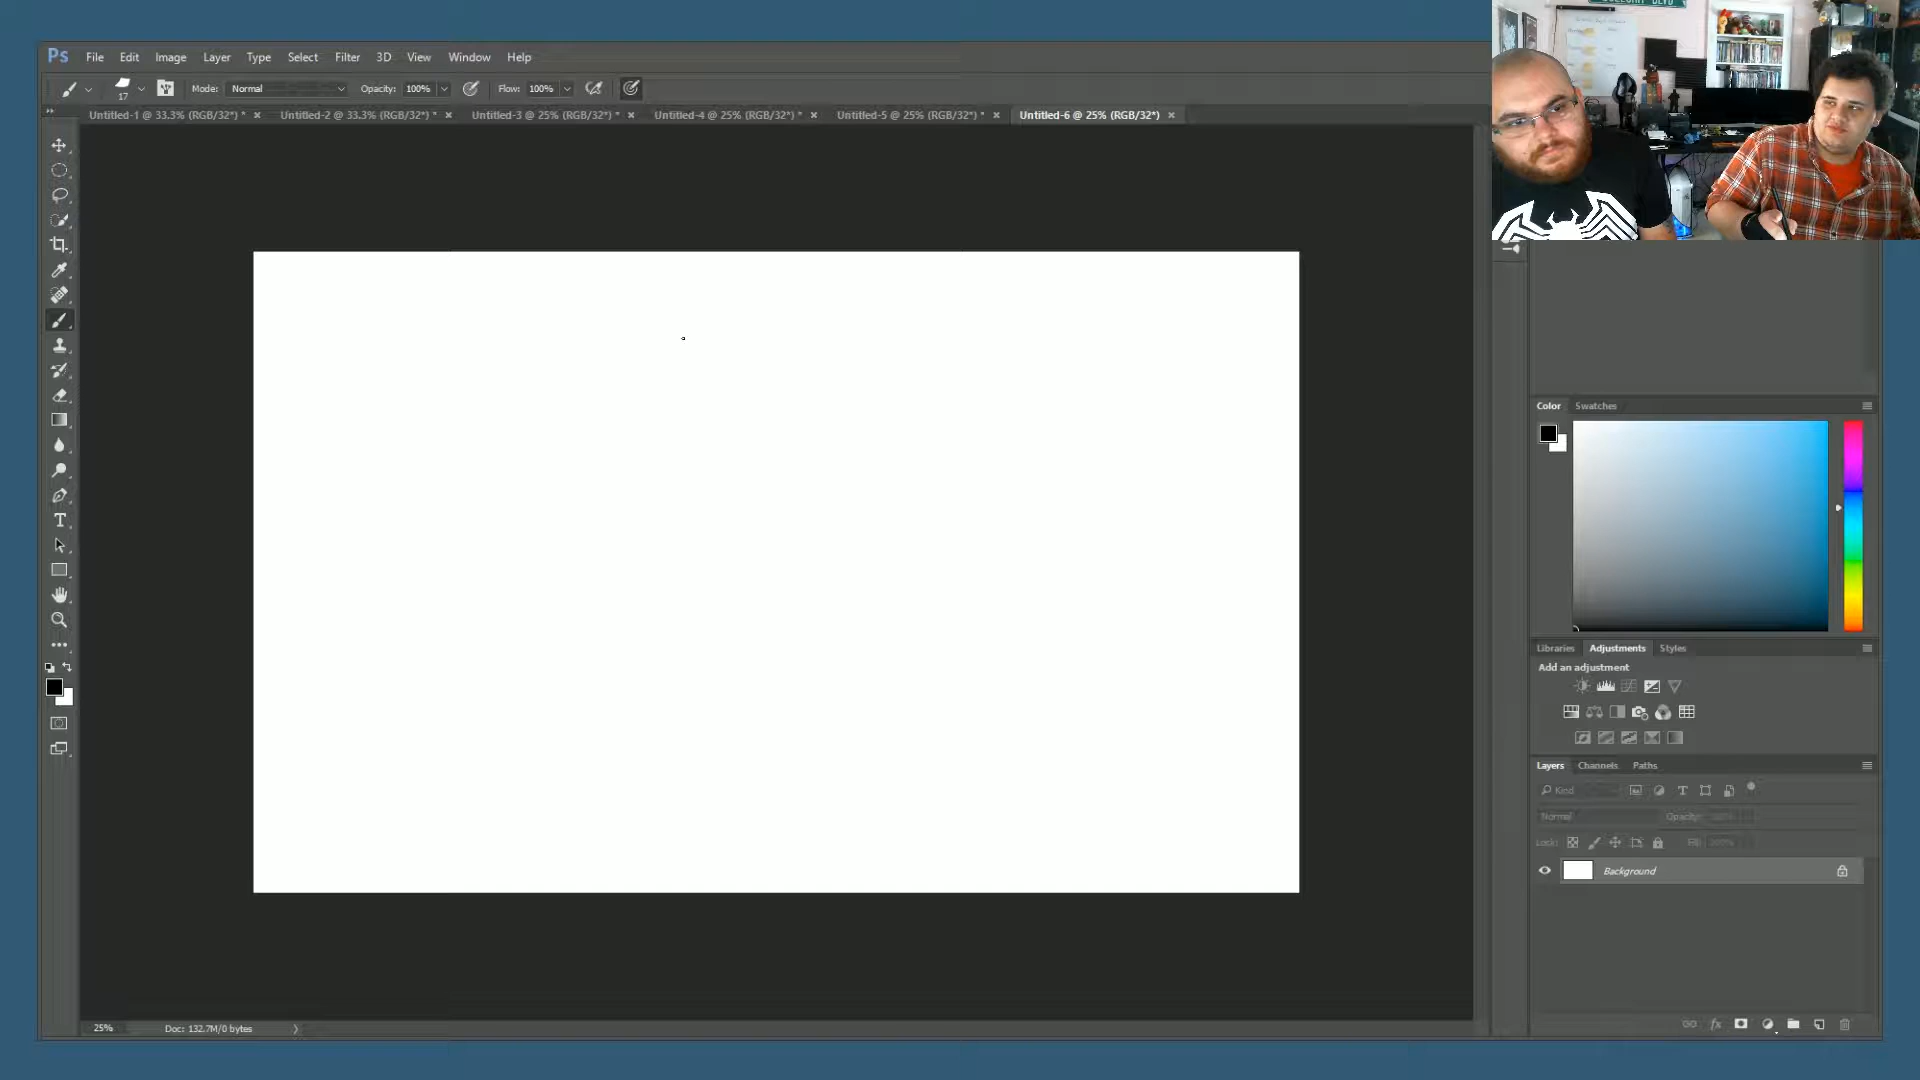 Ps File Edit Image Layer Type Select Filter 3D View Window Help
17 Mode: Normal Opacity: 100% Flow: 100%
Untitled-1 @ 33.3% (RGB/32*) * Untitled-2 @ 33.3% (RGB/32*) * Untitled-3 @ 25% (RGB/32*) * Untitled-4 @ 25% (RGB/32*) * Untitled-5 @ 25% (RGB/32*) * Untitled-6 @ 25% (RGB/32*)
Color Swatches
Libraries Adjustments Styles
Add an adjustment
Layers Channels Paths
Kind
Normal Opacity:
Lock: Fill:
Background
25% Doc: 132.7M/0 bytes